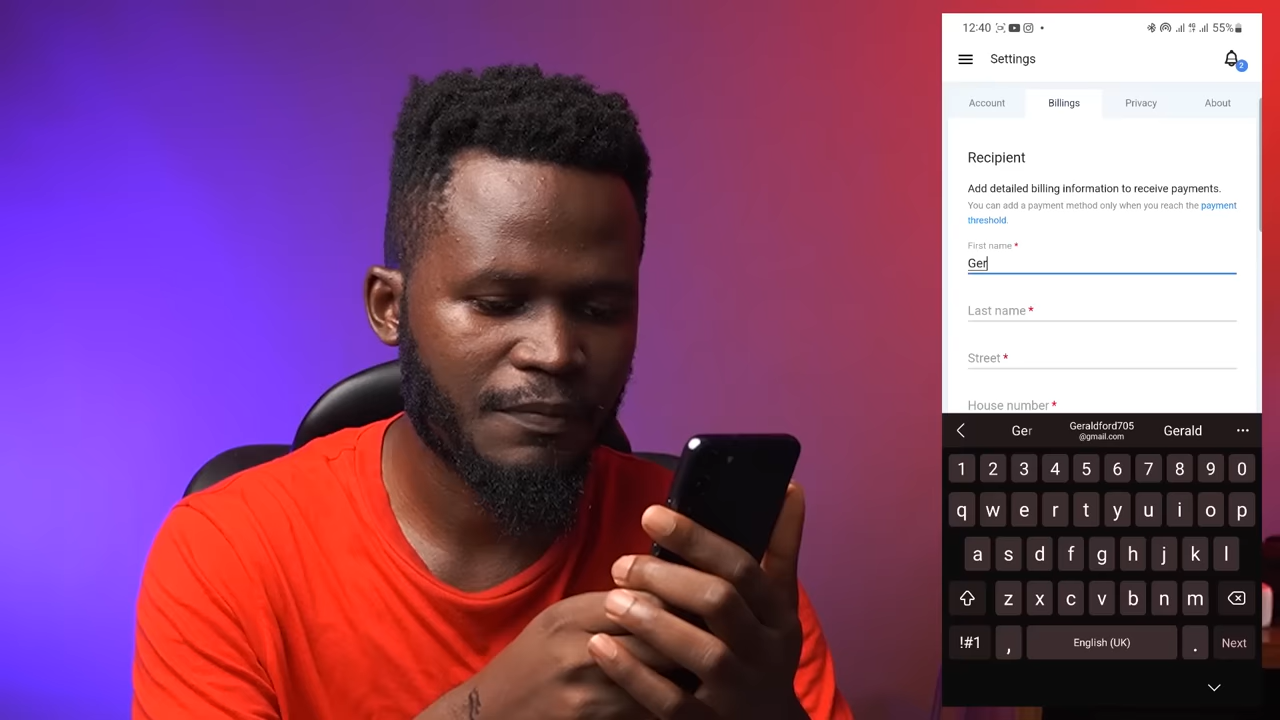 12:40
55%
Settings
2
Account Billings Privacy About
Recipient
Add detailed billing information to receive payments.
You can add a payment method only when you reach the payment
threshold.
First name *
Ger
Last name *
Street *
House number *
Ger Geraldford705 Gerald
@gmail.com
1 2 3 4 5 6 7 8 9 0
q w e r t y u i o p
a s d f g h j k l
z x c v b n m
!#1 , English (UK) . Next